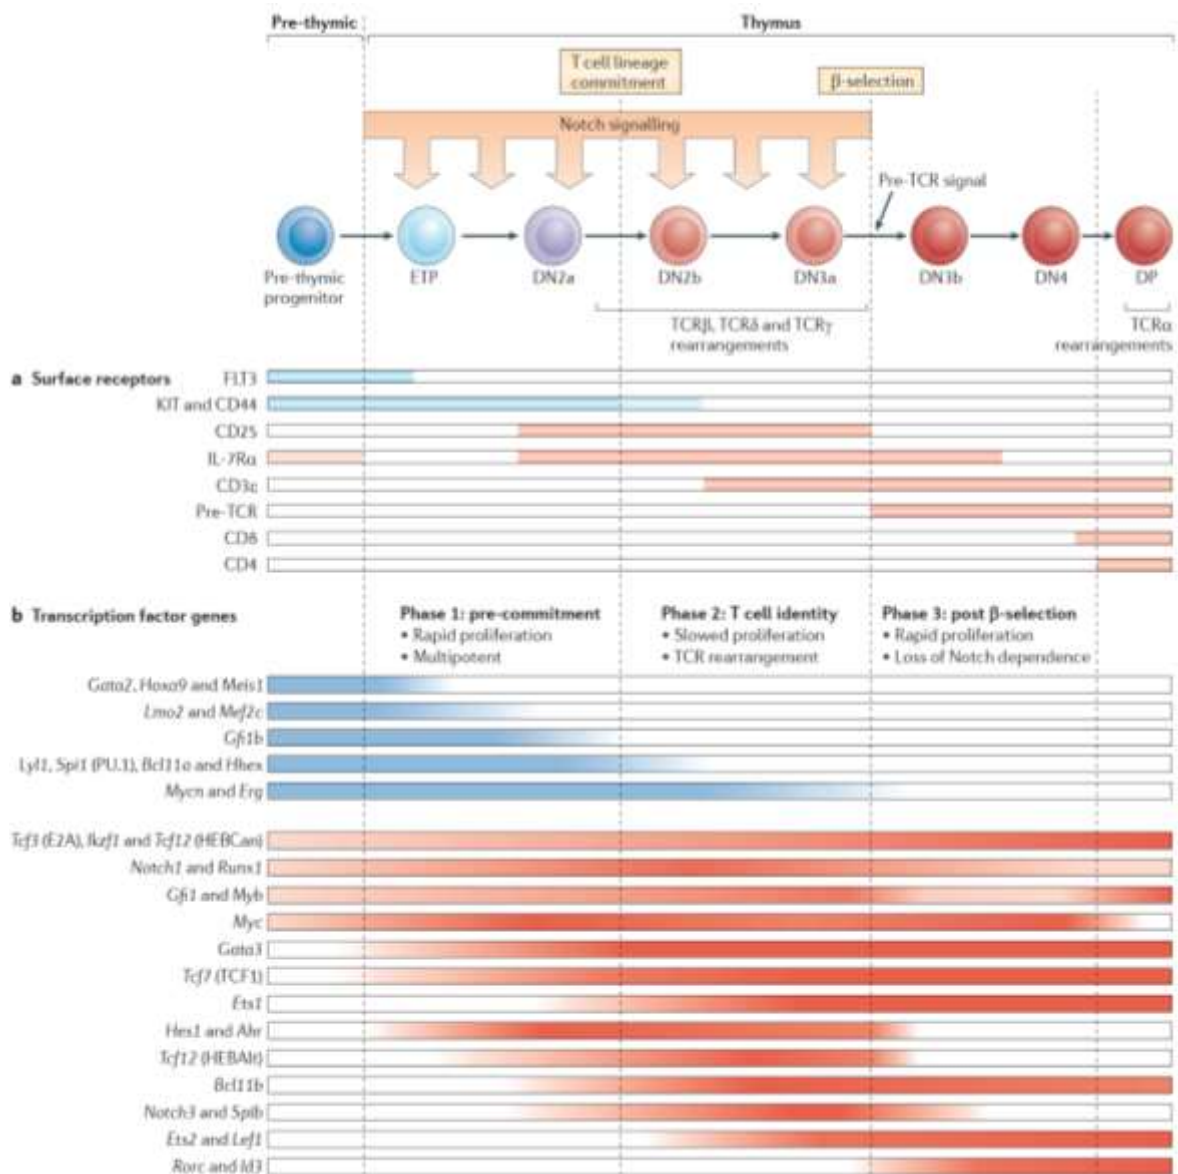 Pre-thymic
Thymus
T cell lineage
commitment
β-selection
Notch signalling
Pre-TCR signal
Pre-thymic
progenitor
ETP
DN2a
DN2b
DN3a
DN3b
DN4
DP
TCRβ, TCRδ and TCRγ
rearrangements
TCRα
rearrangements
a Surface receptors
FLT3
KIT and CD44
CD25
IL-7Rα
CD3ε
Pre-TCR
CD8
CD4
b Transcription factor genes
Phase 1: pre-commitment
• Rapid proliferation
• Multipotent
Phase 2: T cell identity
• Slowed proliferation
• TCR rearrangement
Phase 3: post β-selection
• Rapid proliferation
• Loss of Notch dependence
Gata2, Hoxa9 and Meis1
Lmo2 and Mef2c
Gfi1b
Lyl1, Spi1 (PU.1), Bcl11a and Hhex
Mycn and Erg
Tcf3 (E2A), Ikzf1 and Tcf12 (HEBCan)
Notch1 and Runx1
Gfi1 and Myb
Myc
Gata3
Tcf7 (TCF1)
Ets1
Hes1 and Ahr
Tcf12 (HEBAlt)
Bcl11b
Notch3 and Spib
Ets2 and Lef1
Rorc and Id3